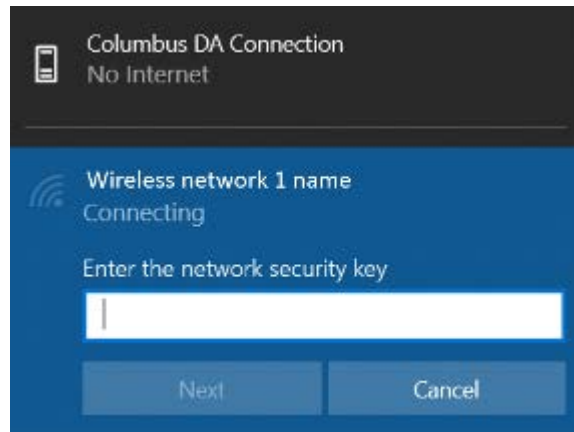 Columbus DA Connection
No Internet
Wireless network 1 name
Connecting
Enter the network security key
Next
Cancel